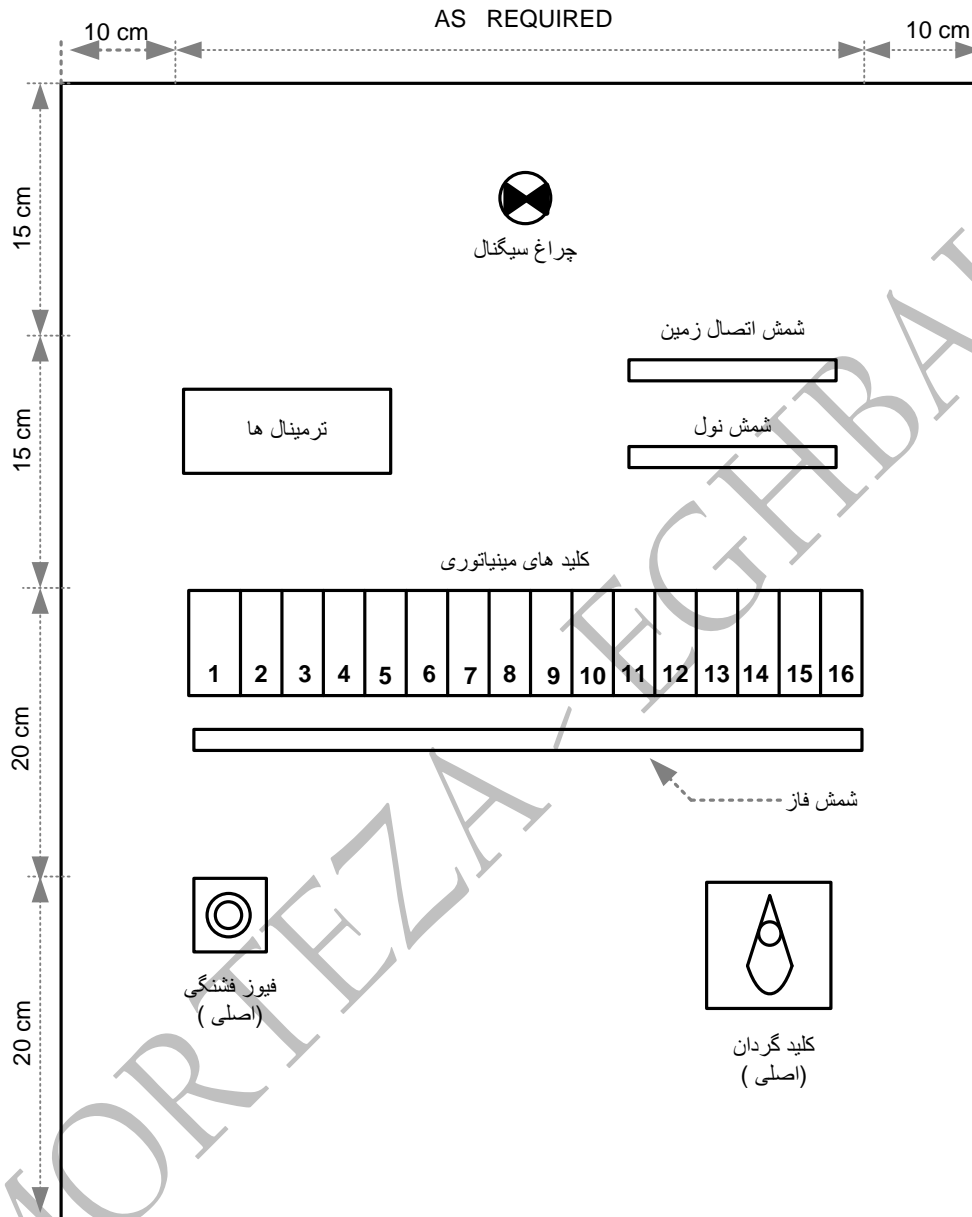 AS REQUIRED
10 cm
10 cm
15 cm
چراغ سیگنال
15 cm
شمش اتصال زمین
ترمینال ها
شمش نول
کلید های مینیاتوری
20 cm
1 2 3 4 5 6 7 8 9 10 11 12 13 14 15 16
شمش فاز
20 cm
فیوز فشنگی
(اصلی )
کلید گردان
(اصلی )
MORTEZA - EGHBAL